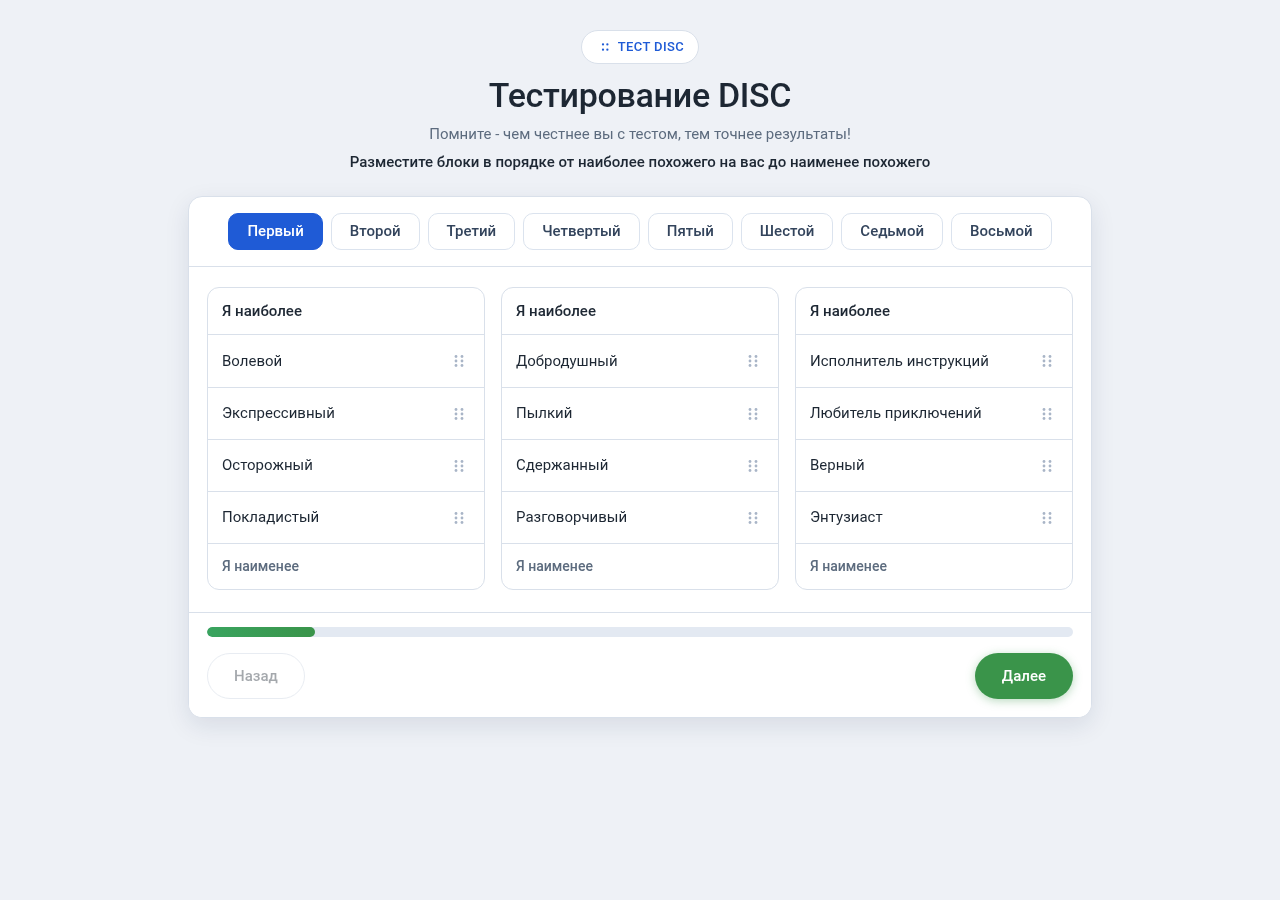 ТЕСТ DISC
Тестирование DISC
Помните - чем честнее вы с тестом, тем точнее результаты!
Разместите блоки в порядке от наиболее похожего на вас до наименее похожего
Первый
Второй
Третий
Четвертый
Пятый
Шестой
Седьмой
Восьмой
Я наиболее
Волевой
Экспрессивный
Осторожный
Покладистый
Я наименее
Я наиболее
Добродушный
Пылкий
Сдержанный
Разговорчивый
Я наименее
Я наиболее
Исполнитель инструкций
Любитель приключений
Верный
Энтузиаст
Я наименее
Назад
Далее